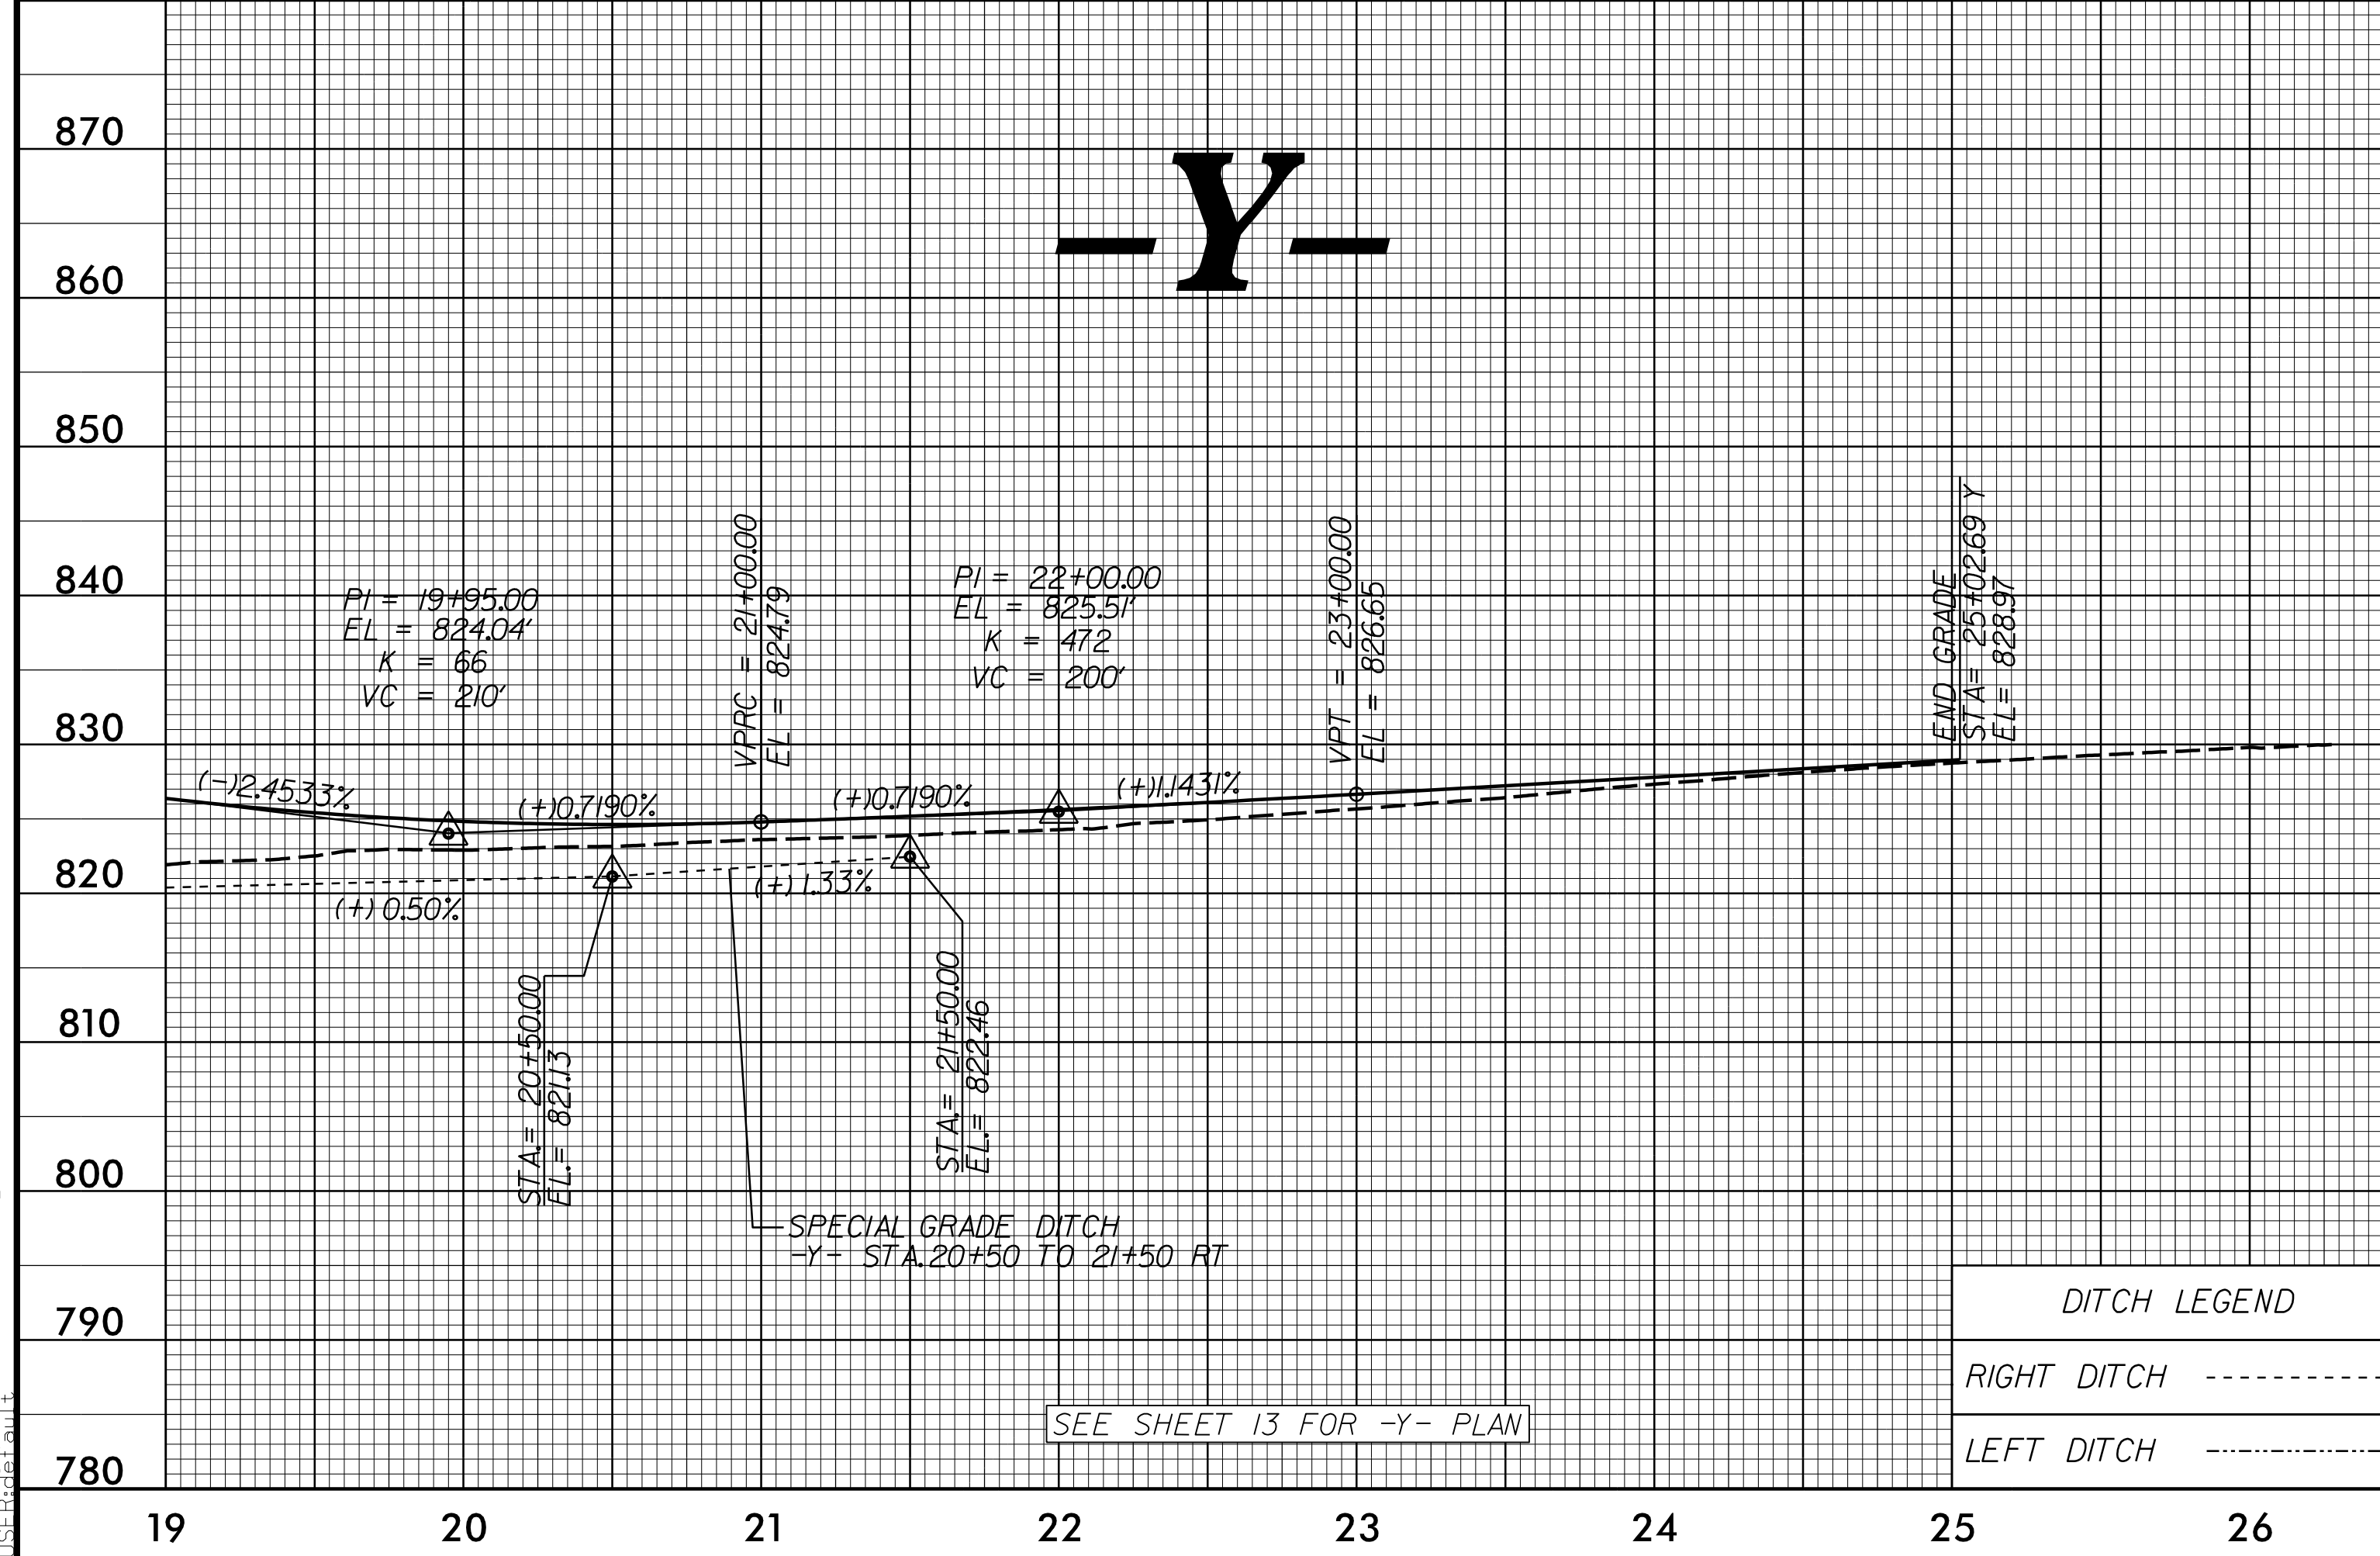 870
860
850
840
830
820
810
800
790
780
-Y-
PI = 19+95.00
EL = 824.04'
K = 66
VC = 210'
VPRC = 21+00.00
EL = 824.79
PI = 22+00.00
EL = 825.51'
K = 472
VC = 200'
VPT = 23+00.00
EL = 826.65
END GRADE
STA= 25+02.69 Y
EL= 828.97
(-)2.4533%
(+)0.7190%
(+)0.7190%
(+)1.1431%
(+) 0.50%
(+) 1.33%
STA.= 20+50.00
EL.= 821.13
STA.= 21+50.00
EL.= 822.46
SPECIAL GRADE DITCH
-Y- STA.20+50 TO 21+50 RT
SEE SHEET 13 FOR -Y- PLAN
DITCH LEGEND
RIGHT DITCH
LEFT DITCH
19 20 21 22 23 24 25 26
USER:default